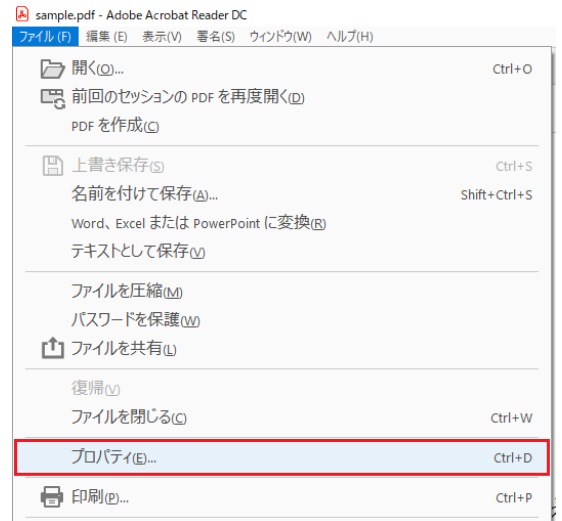 sample.pdf - Adobe Acrobat Reader DC
ファイル(F) 編集(E) 表示(V) 署名(S) ウィンドウ(W) ヘルプ(H)
開く(O)... Ctrl+O
前回のセッションの PDF を再度開く(D)
PDF を作成(C)
上書き保存(S) Ctrl+S
名前を付けて保存(A)... Shift+Ctrl+S
Word、Excel または PowerPoint に変換(R)
テキストとして保存(V)
ファイルを圧縮(M)
パスワードを保護(W)
ファイルを共有(L)
復帰(V)
ファイルを閉じる(C) Ctrl+W
プロパティ(E)... Ctrl+D
印刷(P)... Ctrl+P